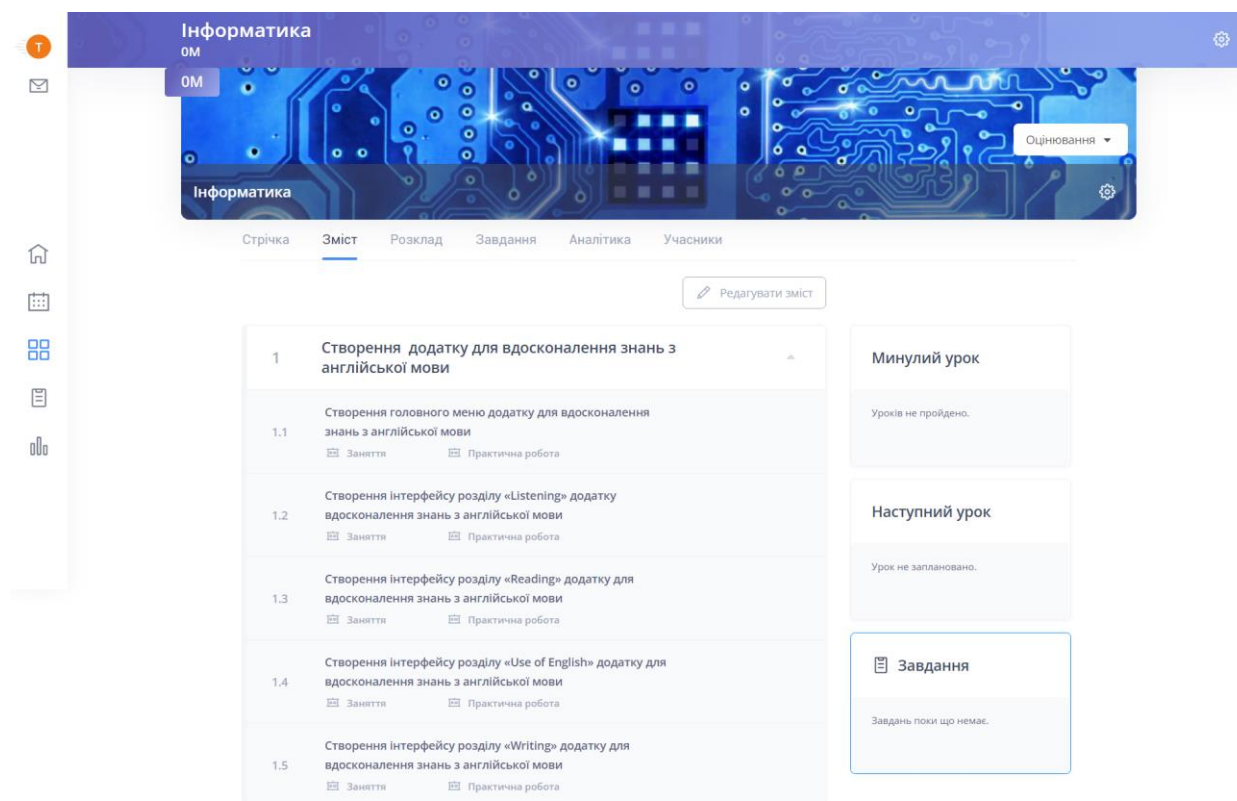 Т
Інформатика
0М
0М
Оцінювання
Інформатика
Стрічка Зміст Розклад Завдання Аналітика Учасники
Редагувати зміст
1 Створення додатку для вдосконалення знань з
англійської мови
1.1 Створення головного меню додатку для вдосконалення
знань з англійської мови
Заняття Практична робота
1.2 Створення інтерфейсу розділу «Listening» додатку
вдосконалення знань з англійської мови
Заняття Практична робота
1.3 Створення інтерфейсу розділу «Reading» додатку для
вдосконалення знань з англійської мови
Заняття Практична робота
1.4 Створення інтерфейсу розділу «Use of English» додатку для
вдосконалення знань з англійської мови
Заняття Практична робота
1.5 Створення інтерфейсу розділу «Writing» додатку для
вдосконалення знань з англійської мови
Заняття Практична робота
Минулий урок
Уроків не пройдено.
Наступний урок
Урок не заплановано.
Завдання
Завдань поки що немає.